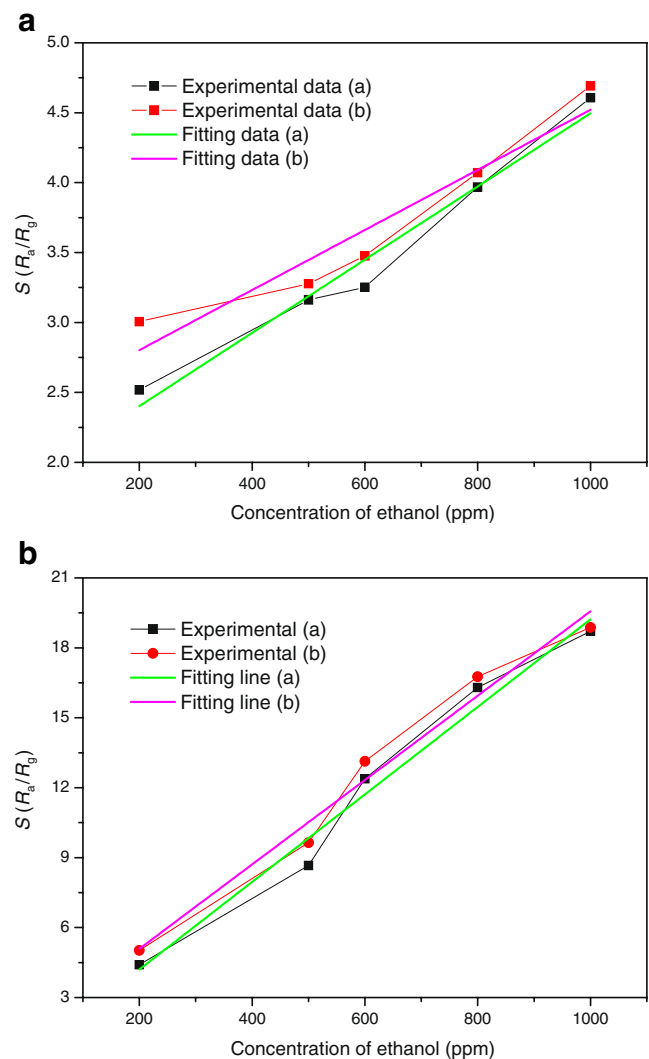 a
5.0
4.5
4.0
3.5
3.0
2.5
2.0
S (Ra/Rg)
Experimental data (a)
Experimental data (b)
Fitting data (a)
Fitting data (b)
200 400 600 800 1000
Concentration of ethanol (ppm)
b
21
18
15
12
9
6
3
S (Ra/Rg)
Experimental (a)
Experimental (b)
Fitting line (a)
Fitting line (b)
200 400 600 800 1000
Concentration of ethanol (ppm)